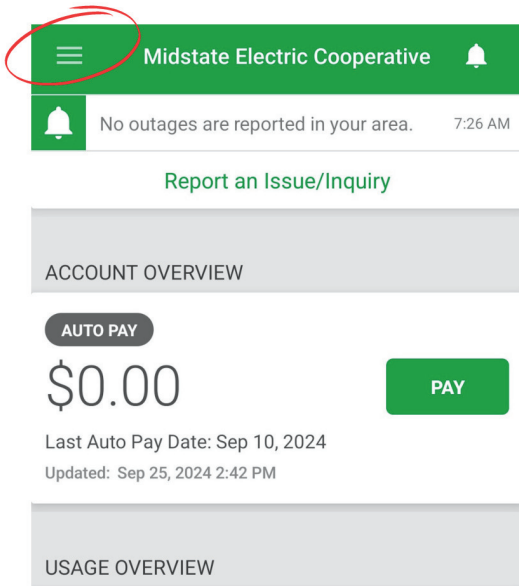 Midstate Electric Cooperative
No outages are reported in your area. 7:26 AM
Report an Issue/Inquiry
ACCOUNT OVERVIEW
AUTO PAY
$0.00
PAY
Last Auto Pay Date: Sep 10, 2024
Updated: Sep 25, 2024 2:42 PM
USAGE OVERVIEW